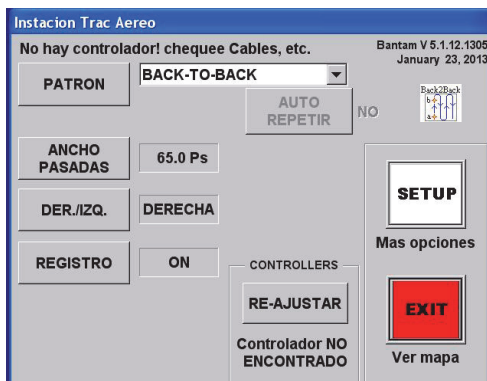 Instacion Trac Aereo
No hay controlador! chequee Cables, etc.
Bantam V 5.1.12.1305
January 23, 2013
PATRON
BACK-TO-BACK
AUTO
REPETIR
NO
Back2Back
b
a
ANCHO
PASADAS
65.0 Ps
DER./IZQ.
DERECHA
REGISTRO
ON
SETUP
Mas opciones
CONTROLLERS
RE-AJUSTAR
Controlador NO
ENCONTRADO
EXIT
Ver mapa